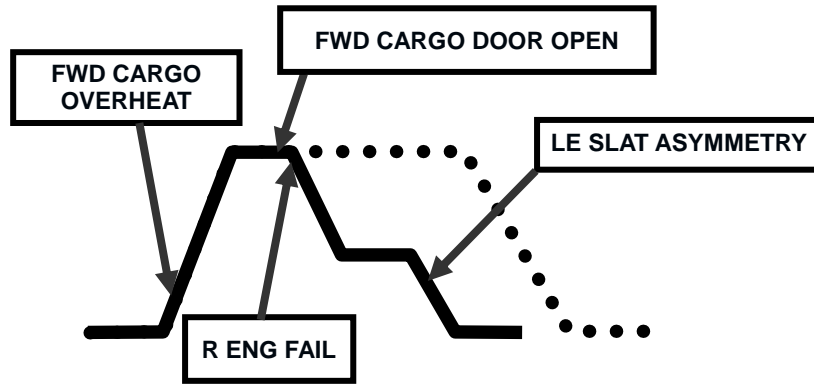 FWD CARGO DOOR OPEN
FWD CARGO
OVERHEAT
LE SLAT ASYMMETRY
R ENG FAIL